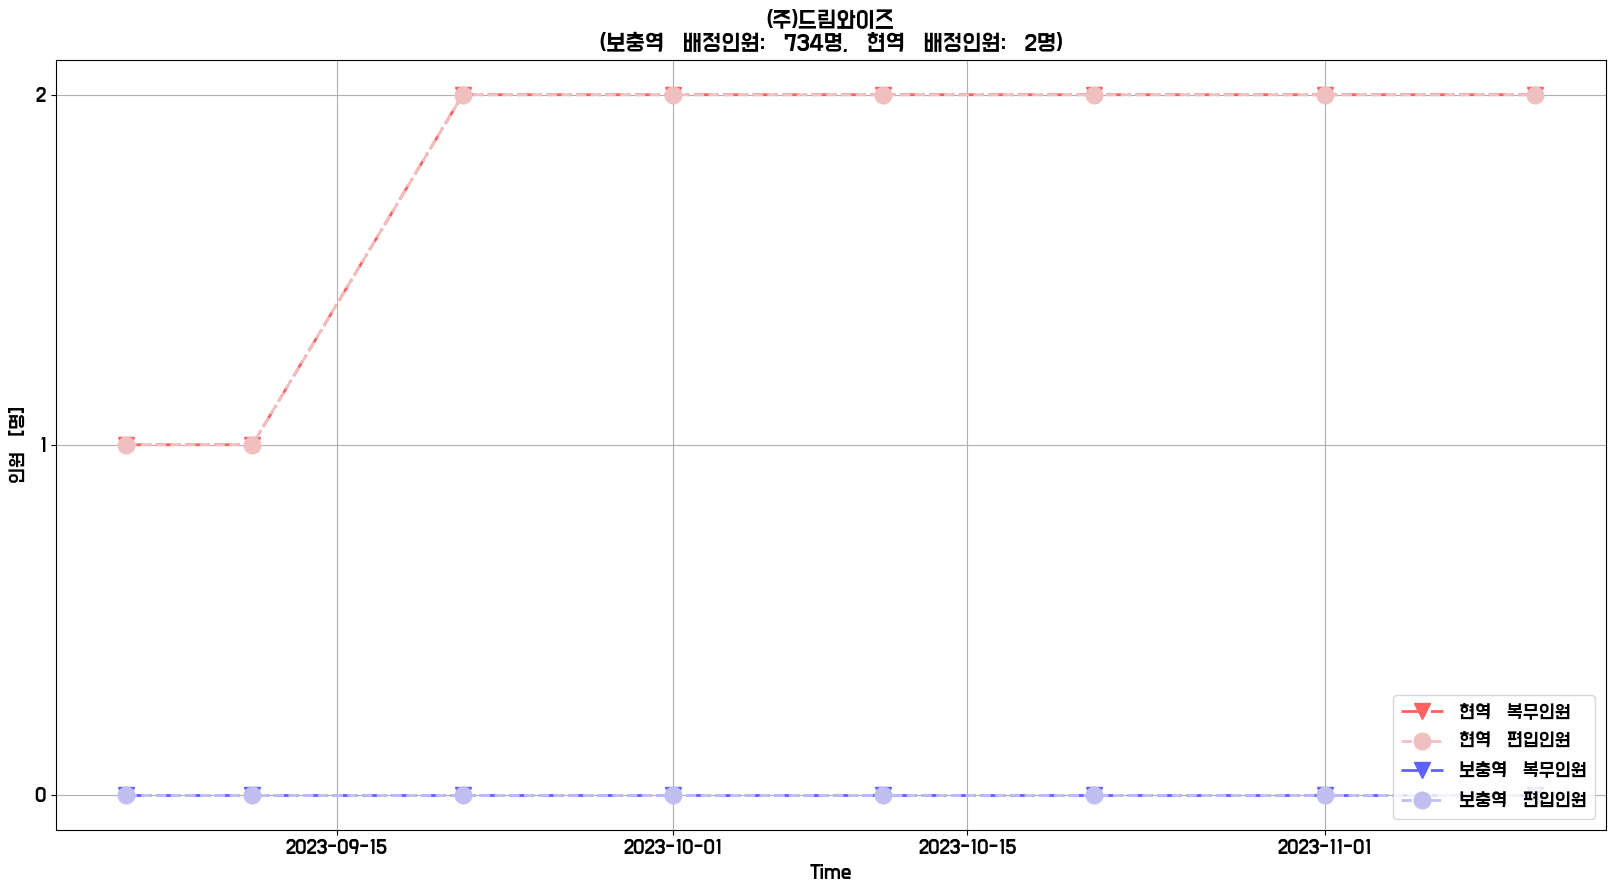 (주)드림와이즈
(보충역 배정인원: 734명, 현역 배정인원: 2명)
인원 [명]
2
1
0
2023-09-15
2023-10-01
2023-10-15
2023-11-01
Time
현역 복무인원
현역 편입인원
보충역 복무인원
보충역 편입인원